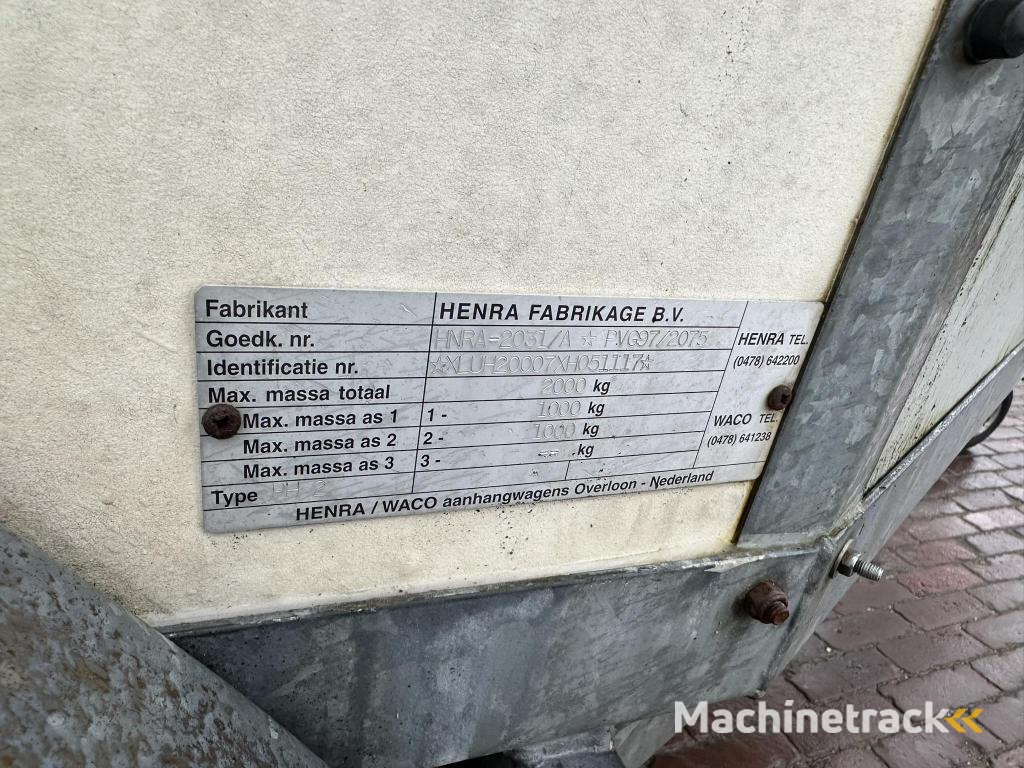 Fabrikant HENRA FABRIKAGE B.V.
Goedk. nr. HNRA-2031/A ☆ PVG97/2075
Identificatie nr. ☆XLUH20007XH051117☆
Max. massa totaal 2000 kg
Max. massa as 1 1 - 1000 kg
Max. massa as 2 2 - 1000 kg
Max. massa as 3 3 - -- kg
Type
HENRA TEL.
(0478) 642200
WACO TEL.
(0478) 641238
HENRA / WACO aanhangwagens Overloon - Nederland
Machinetrack